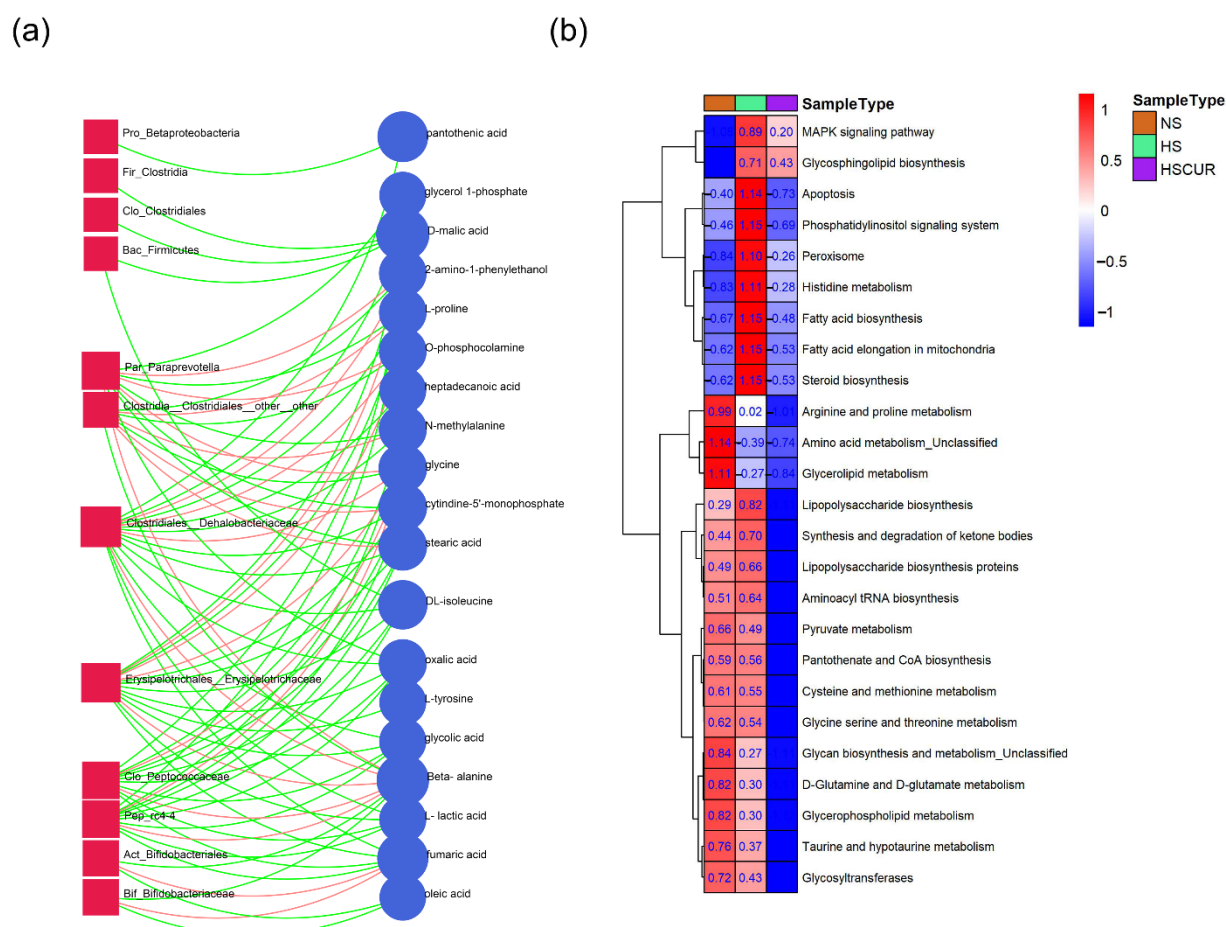 (a)
Pro_Betaproteobacteria
Fir_Clostridia
Clo_Clostridiales
Bac_Firmicutes
Par_Paraprevotella
Clostridia__Clostridiales__other__other
Clostridiales__Dehalobacteriaceae
Erysipelotrichales__Erysipelotrichaceae
Clo_Peptococcaceae
Pep_rc4-4
Act_Bifidobacteriales
Bif_Bifidobacteriaceae
pantothenic acid
glycerol 1-phosphate
D-malic acid
2-amino-1-phenylethanol
L-proline
O-phosphocolamine
heptadecanoic acid
N-methylalanine
glycine
cytindine-5'-monophosphate
stearic acid
DL-isoleucine
oxalic acid
L-tyrosine
glycolic acid
Beta- alanine
L- lactic acid
fumaric acid
oleic acid
(b)
SampleType
0.89 0.20 MAPK signaling pathway
0.71 0.43 Glycosphingolipid biosynthesis
-0.40 1.14 -0.73 Apoptosis
-0.46 1.15 -0.69 Phosphatidylinositol signaling system
-0.84 1.10 -0.26 Peroxisome
-0.83 1.11 -0.28 Histidine metabolism
-0.67 1.15 -0.48 Fatty acid biosynthesis
-0.62 1.15 -0.53 Fatty acid elongation in mitochondria
-0.62 1.15 -0.53 Steroid biosynthesis
0.99 0.02 -1.01 Arginine and proline metabolism
1.14 -0.39 -0.74 Amino acid metabolism_Unclassified
1.11 -0.27 -0.84 Glycerolipid metabolism
0.29 0.82 Lipopolysaccharide biosynthesis
0.44 0.70 Synthesis and degradation of ketone bodies
0.49 0.66 Lipopolysaccharide biosynthesis proteins
0.51 0.64 Aminoacyl tRNA biosynthesis
0.66 0.49 Pyruvate metabolism
0.59 0.56 Pantothenate and CoA biosynthesis
0.61 0.55 Cysteine and methionine metabolism
0.62 0.54 Glycine serine and threonine metabolism
0.84 0.27 Glycan biosynthesis and metabolism_Unclassified
0.82 0.30 D-Glutamine and D-glutamate metabolism
0.82 0.30 Glycerophospholipid metabolism
0.76 0.37 Taurine and hypotaurine metabolism
0.72 0.43 Glycosyltransferases
1
0.5
0
−0.5
−1
SampleType
NS
HS
HSCUR